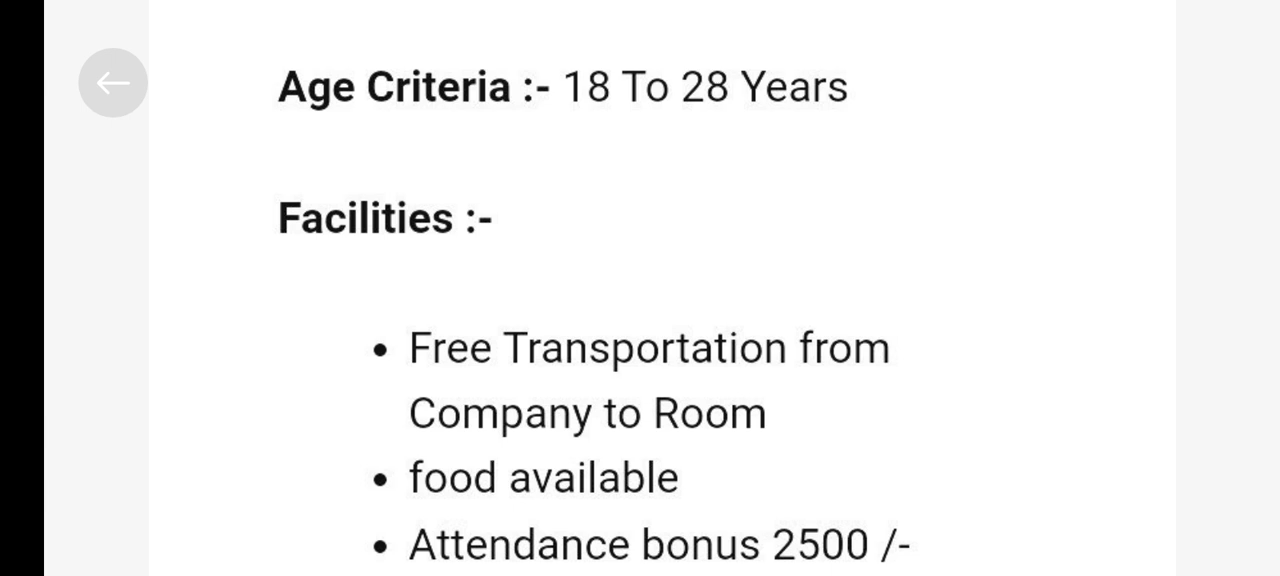 Age Criteria :- 18 To 28 Years
Facilities :-
• Free Transportation from
Company to Room
• food available
• Attendance bonus 2500 /-